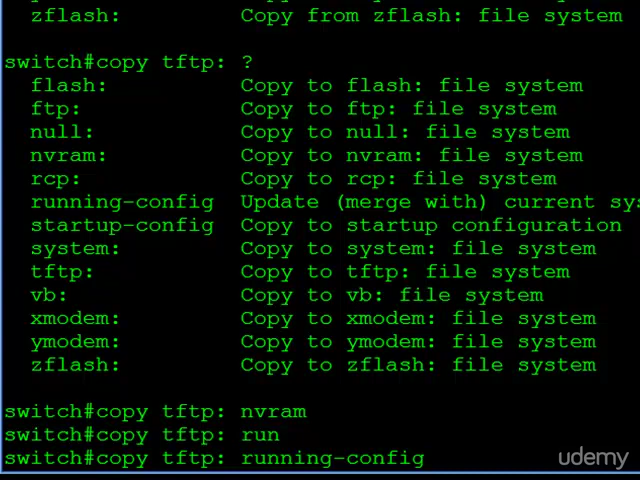 zflash: Copy from zflash: file system
switch#copy tftp: ?
flash: Copy to flash: file system
ftp: Copy to ftp: file system
null: Copy to null: file system
nvram: Copy to nvram: file system
rcp: Copy to rcp: file system
running-config Update (merge with) current sys
startup-config Copy to startup configuration
system: Copy to system: file system
tftp: Copy to tftp: file system
vb: Copy to vb: file system
xmodem: Copy to xmodem: file system
ymodem: Copy to ymodem: file system
zflash: Copy to zflash: file system
switch#copy tftp: nvram
switch#copy tftp: run
switch#copy tftp: running-config
udemy